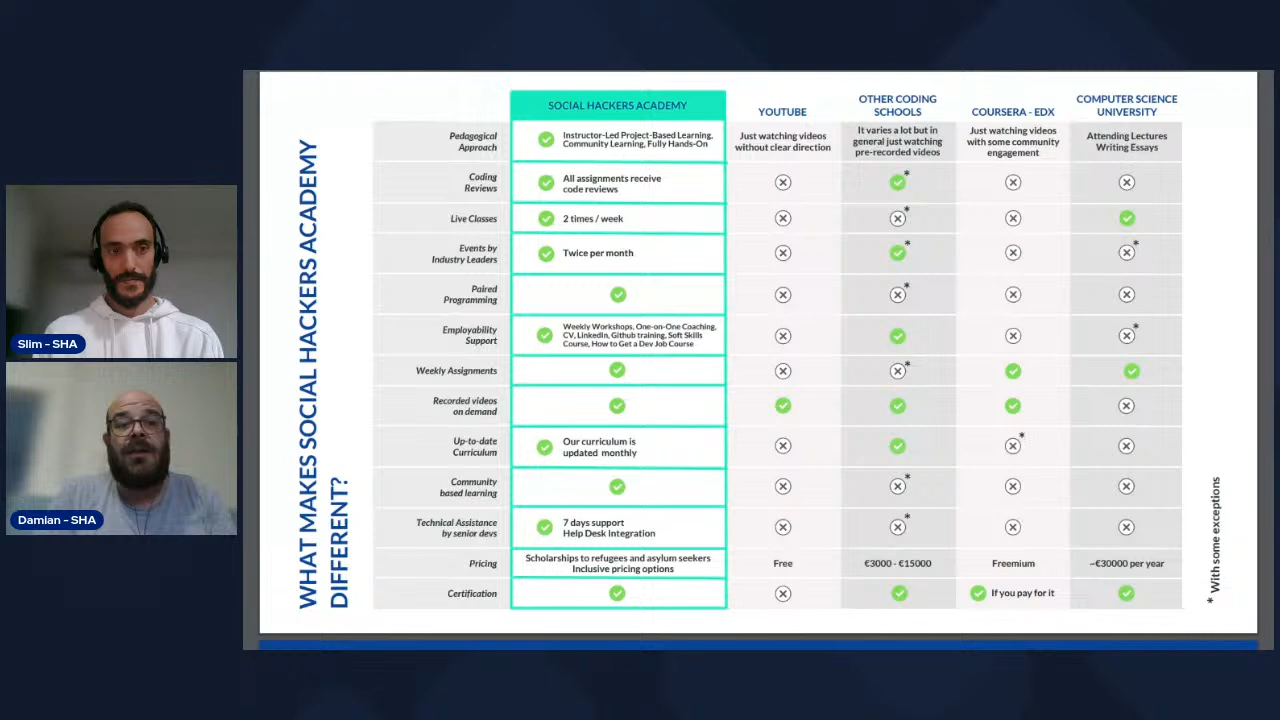 Slim - SHA
Damian - SHA
WHAT MAKES SOCIAL HACKERS ACADEMY
DIFFERENT?
SOCIAL HACKERS ACADEMY
YOUTUBE
OTHER CODING
SCHOOLS
COURSERA - EDX
COMPUTER SCIENCE
UNIVERSITY
Pedagogical
Approach
Instructor-Led Project-Based Learning,
Community Learning, Fully Hands-On
Just watching videos
without clear direction
It varies a lot but in
general just watching
pre-recorded videos
Just watching videos
with some community
engagement
Attending Lectures
Writing Essays
Coding
Reviews
All assignments receive
code reviews
*
Live Classes
2 times / week
*
Events by
Industry Leaders
Twice per month
*
*
Paired
Programming
*
Employability
Support
Weekly Workshops, One-on-One Coaching,
CV, LinkedIn, Github training, Soft Skills
Course, How to Get a Dev Job Course
*
Weekly Assignments
*
Recorded videos
on demand
Up-to-date
Curriculum
Our curriculum is
updated monthly
*
Community
based learning
*
Technical Assistance
by senior devs
7 days support
Help Desk Integration
*
Pricing
Scholarships to refugees and asylum seekers
Inclusive pricing options
Free
€3000 - €15000
Freemium
~€30000 per year
Certification
If you pay for it
* With some exceptions